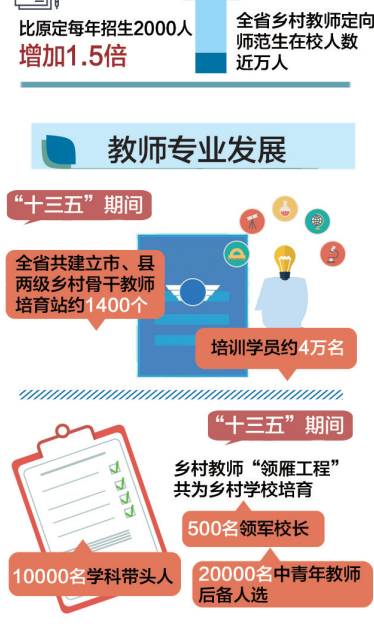 比原定每年招生2000人
增加1.5倍
全省乡村教师定向
师范生在校人数
近万人
教师专业发展
“十三五”期间
全省共建立市、县
两级乡村骨干教师
培育站约1400个
培训学员约4万名
“十三五”期间
乡村教师“领雁工程”
共为乡村学校培育
500名领军校长
10000名学科带头人
20000名中青年教师
后备人选